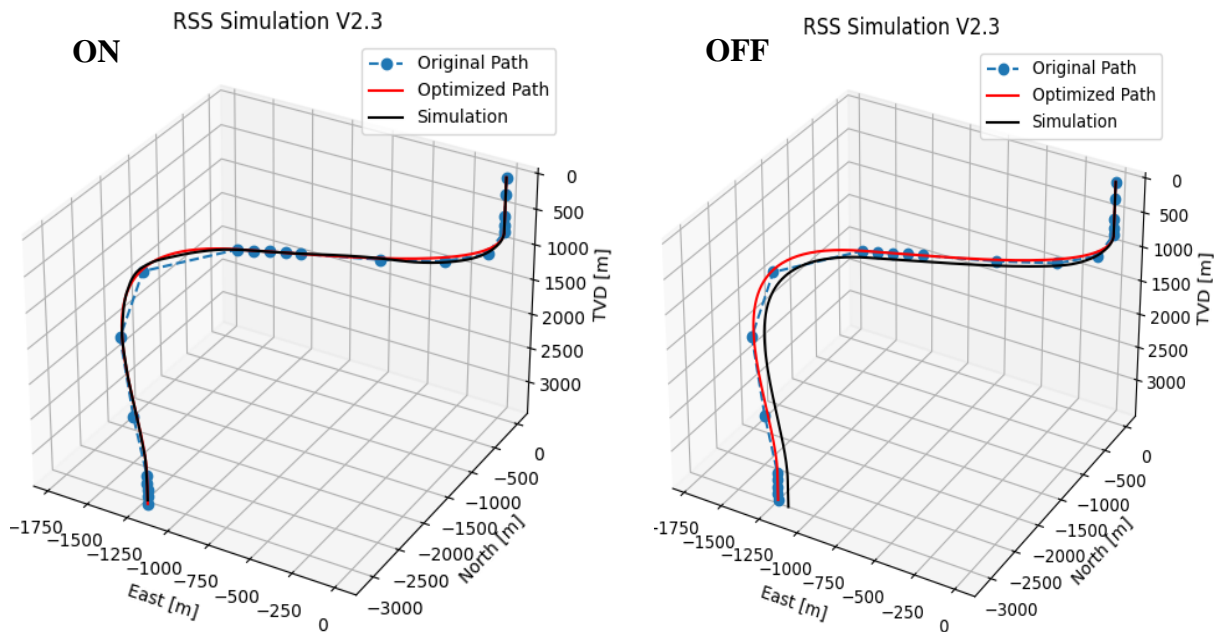 RSS Simulation V2.3
ON
Original Path
Optimized Path
Simulation
0
500
1000
1500
2000
2500
3000
TVD [m]
0
−500
−1000
−1500
−2000
−2500
−3000
North [m]
−1750
−1500
−1250
−1000
−750
−500
−250
0
East [m]
RSS Simulation V2.3
OFF
Original Path
Optimized Path
Simulation
0
500
1000
1500
2000
2500
3000
TVD [m]
0
−500
−1000
−1500
−2000
−2500
−3000
North [m]
−1750
−1500
−1250
−1000
−750
−500
−250
0
East [m]